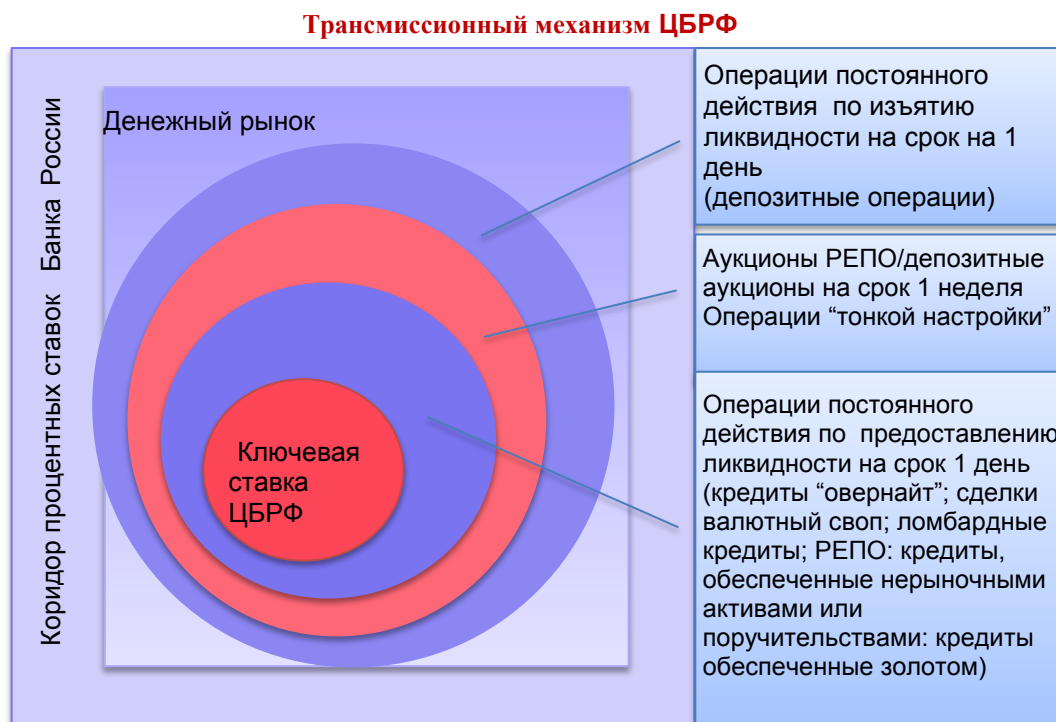 Трансмиссионный механизм ЦБРФ
Коридор процентных ставок Банка России
Денежный рынок
Ключевая
ставка
ЦБРФ
Операции постоянного
действия по изъятию
ликвидности на срок на 1
день
(депозитные операции)
Аукционы РЕПО/депозитные
аукционы на срок 1 неделя
Операции “тонкой настройки”
Операции постоянного
действия по предоставлению
ликвидности на срок 1 день
(кредиты “овернайт”; сделки
валютный своп; ломбардные
кредиты; РЕПО: кредиты,
обеспеченные нерыночными
активами или
поручительствами: кредиты
обеспеченные золотом)